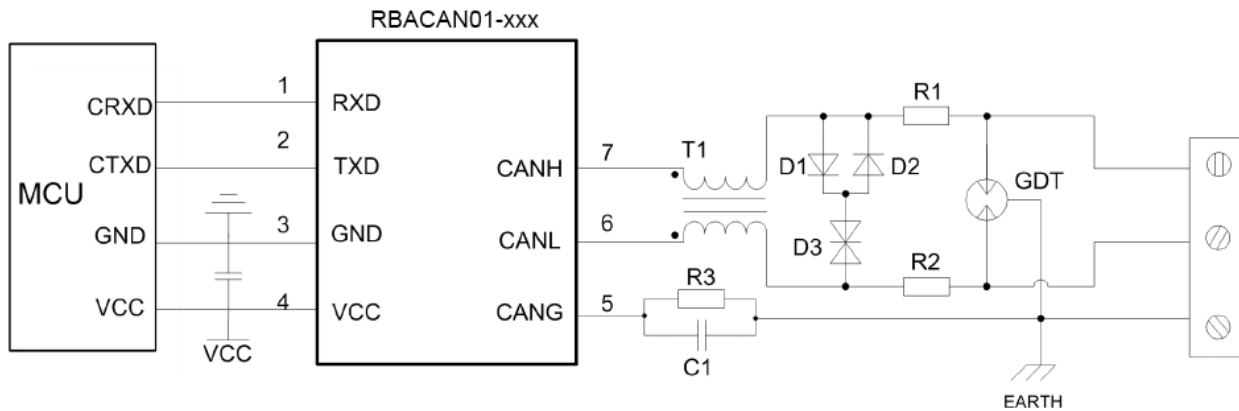 RBACAN01-xxx
MCU
CRXD
CTXD
GND
VCC
1
2
3
4
VCC
RXD
TXD
GND
VCC
CANH
CANL
CANG
7
6
5
T1
D1
D2
D3
R1
R2
GDT
R3
C1
EARTH